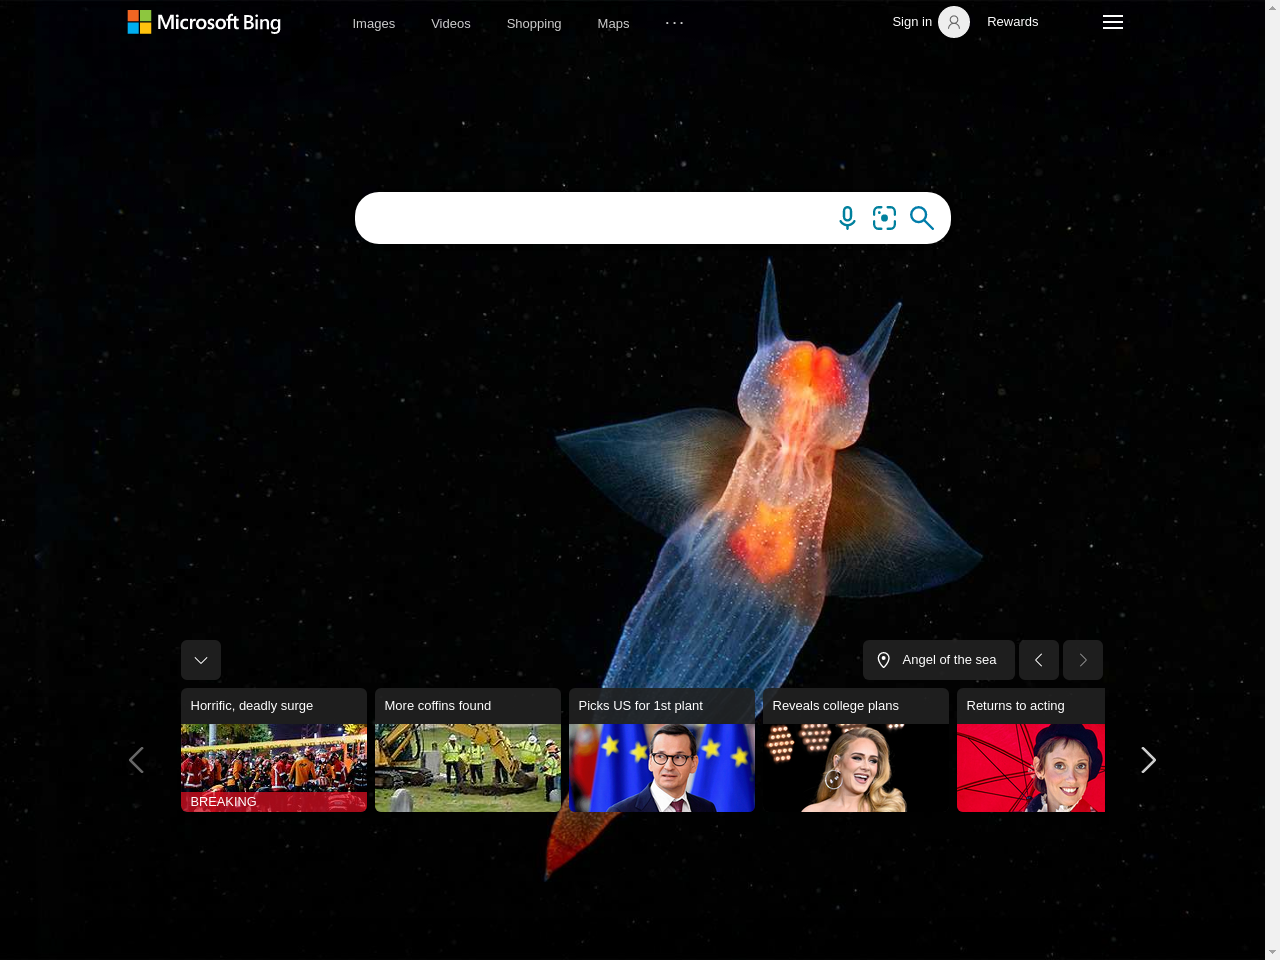 Microsoft Bing
Images
Videos
Shopping
Maps
Sign in
Rewards
Angel of the sea
Horrific, deadly surge
More coffins found
Picks US for 1st plant
Reveals college plans
Returns to acting
BREAKING